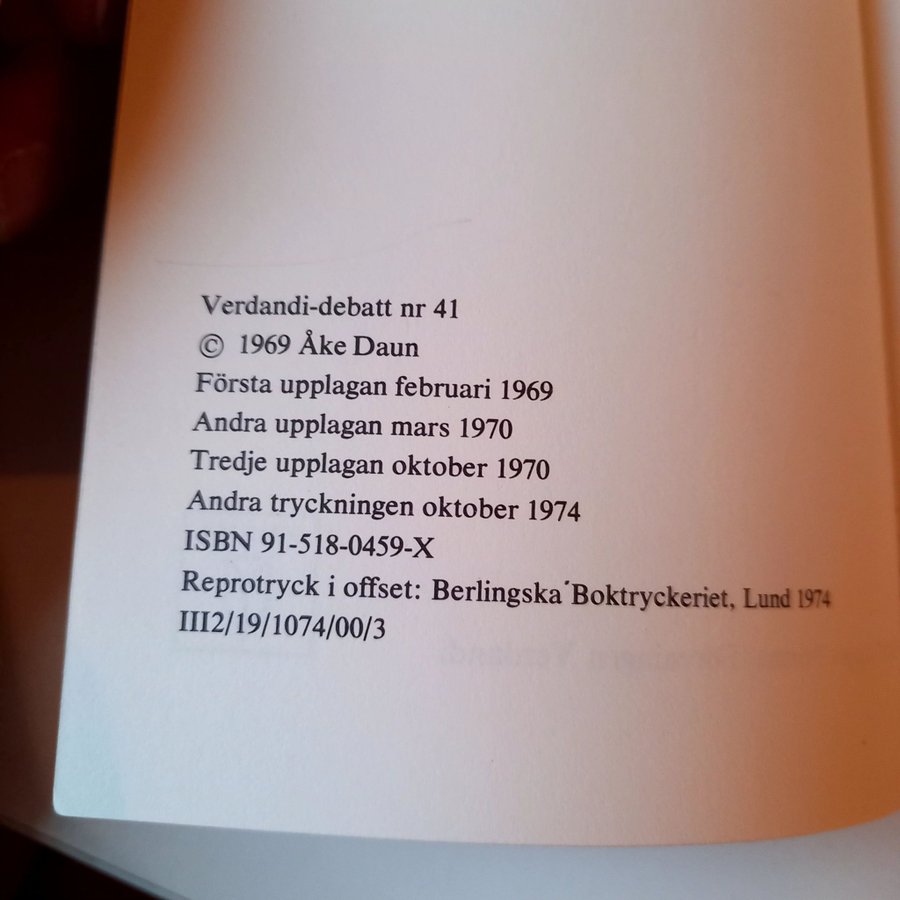 Verdandi-debatt nr 41
© 1969 Åke Daun
Första upplagan februari 1969
Andra upplagan mars 1970
Tredje upplagan oktober 1970
Andra tryckningen oktober 1974
ISBN 91-518-0459-X
Reprotryck i offset: Berlingska´Boktryckeriet, Lund 1974
III2/19/1074/00/3